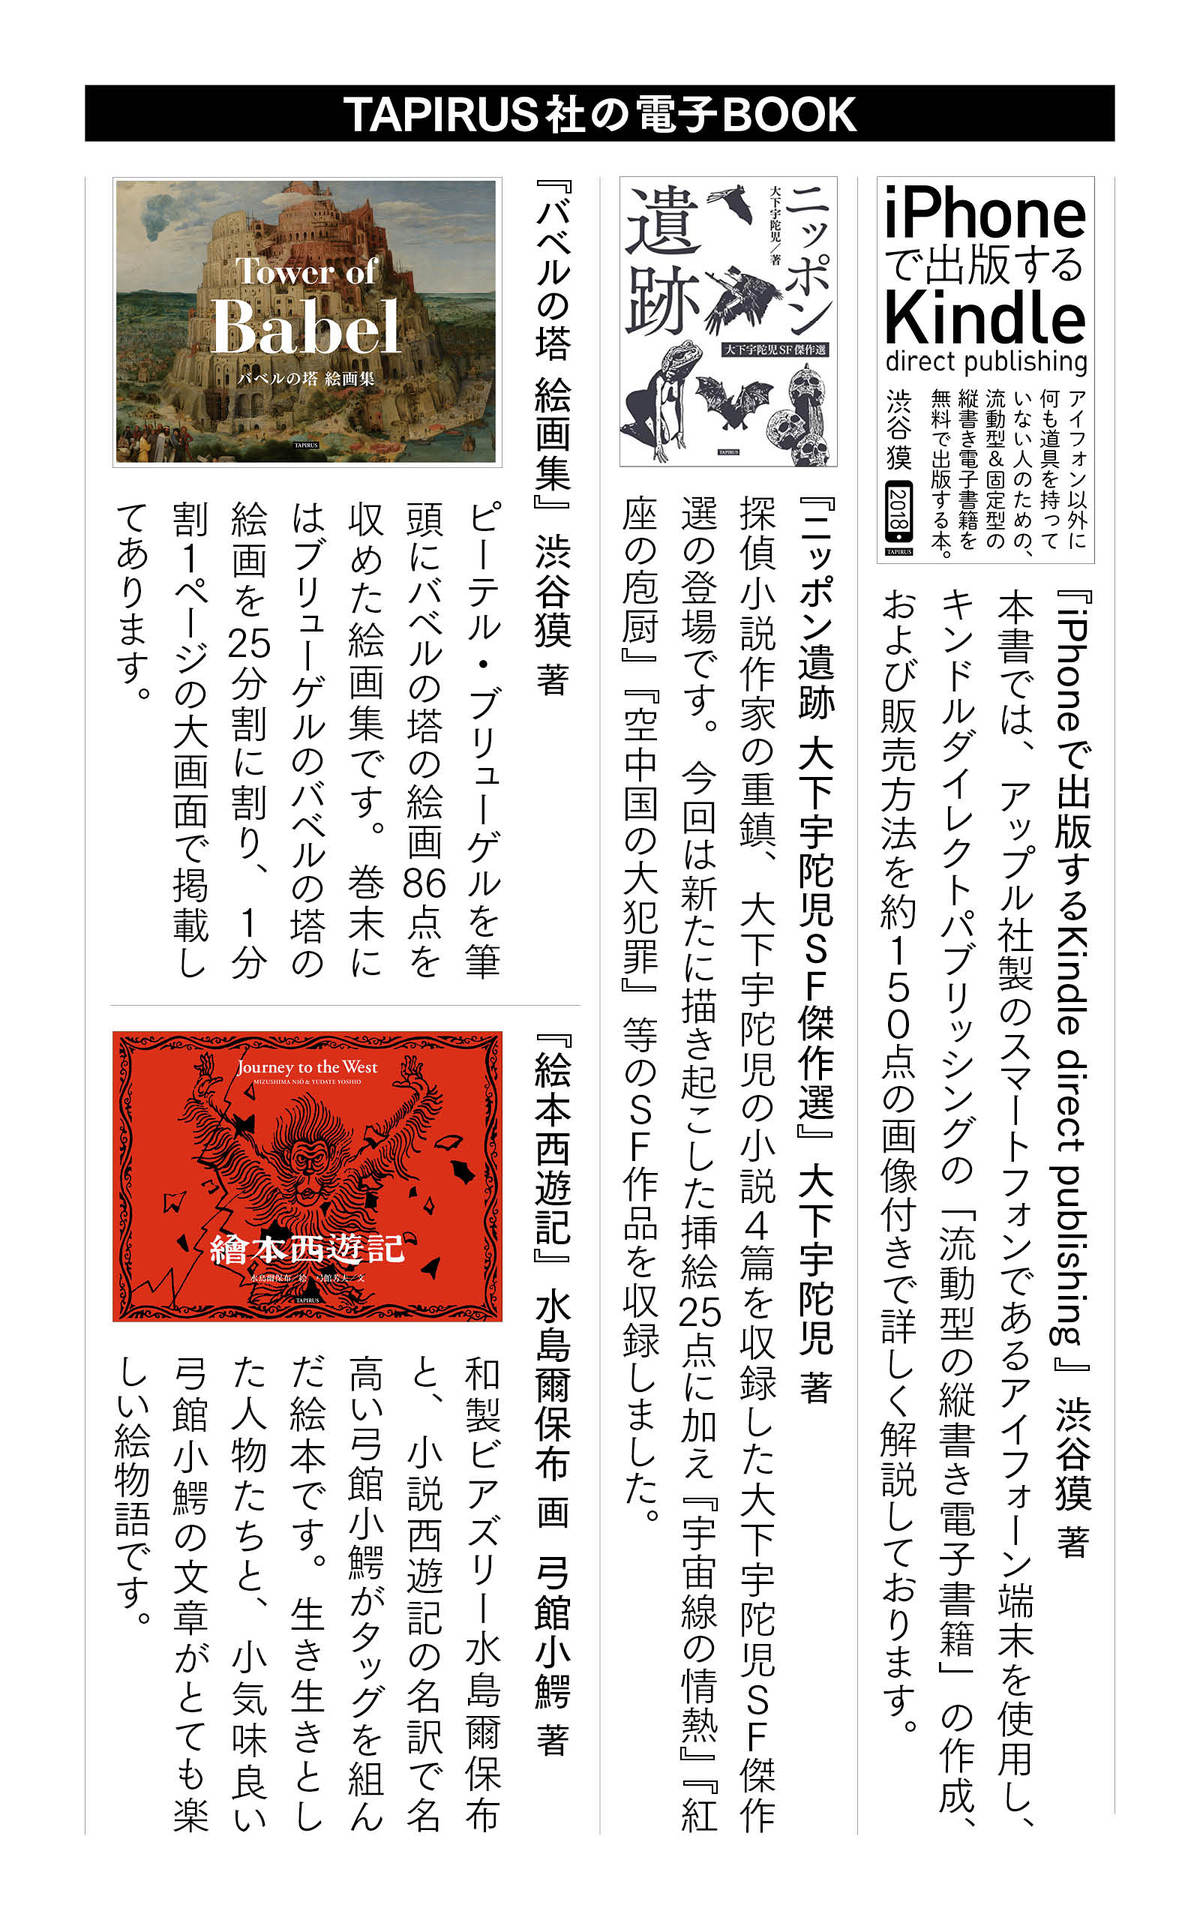 TAPIRUS社の電子BOOK
iPhone
で出版する
Kindle
direct publishing
アイフォン以外に
何も道具を持って
いない人のための、
流動型&固定型の
縦書き電子書籍を
無料で出版する本。
渋谷獏
2018
TAPIRUS
『iPhoneで出版するKindle direct publishing』渋谷獏 著
本書では、アップル社製のスマートフォンであるアイフォーン端末を使用し、
キンドルダイレクトパブリッシングの「流動型の縦書き電子書籍」の作成、
および販売方法を約150点の画像付きで詳しく解説しております。
ニッポン
大下宇陀児／著
遺跡
大下宇陀児SF傑作選
TAPIRUS
『ニッポン遺跡 大下宇陀児SF傑作選』大下宇陀児 著
探偵小説作家の重鎮、大下宇陀児の小説4篇を収録した大下宇陀児SF傑作
選の登場です。今回は新たに描き起こした挿絵25点に加え『宇宙線の情熱』『紅
座の庖厨』『空中国の大犯罪』等のSF作品を収録しました。
Tower of
Babel
バベルの塔 絵画集
TAPIRUS
『バベルの塔 絵画集』渋谷獏 著
ピーテル・ブリューゲルを筆
頭にバベルの塔の絵画86点を
収めた絵画集です。巻末に
はブリューゲルのバベルの塔の
絵画を25分割に割り、1分
割1ページの大画面で掲載し
てあります。
Journey to the West
MIZUSHIMA NIÔ & YUDATE YOSHIO
繪本西遊記
水島爾保布／絵 弓館芳夫／文
TAPIRUS
『絵本西遊記』水島爾保布 画 弓館小鰐 著
和製ビアズリー水島爾保布
と、小説西遊記の名訳で名
高い弓館小鰐がタッグを組ん
だ絵本です。生き生きとし
た人物たちと、小気味良い
弓館小鰐の文章がとても楽
しい絵物語です。